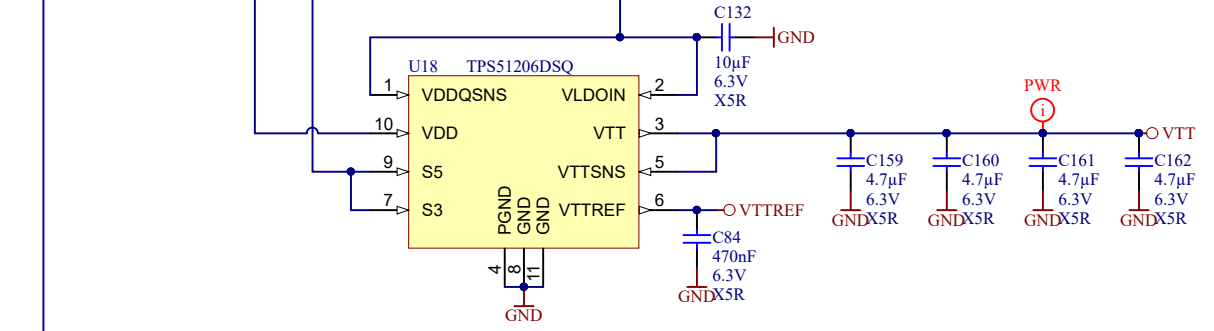 C132
GND
10µF
6.3V
X5R
U18 TPS51206DSQ
1 VDDQSNS VLDOIN 2
PWR
i
10 VDD VTT 3
VTT
9 S5 VTTSNS 5
C159 C160 C161 C162
4.7µF 4.7µF 4.7µF 4.7µF
6.3V 6.3V 6.3V 6.3V
GND X5R GND X5R GND X5R GND X5R
7 S3 VTTREF 6
VTTREF
PGND
GND
GND
4 8 11
GND
C84
470nF
6.3V
GND X5R